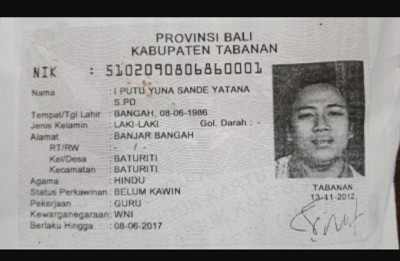 PROVINSI BALI
KABUPATEN TABANAN
NIK : 5102090806860001
Nama : I PUTU YUNA SANDE YATANA
S.PD
Tempat/Tgl Lahir : BANGAH, 08-06-1986
Jenis Kelamin : LAKI-LAKI Gol. Darah : -
Alamat : BANJAR BANGAH
RT/RW : - / -
Kel/Desa : BATURITI
Kecamatan : BATURITI
Agama : HINDU
Status Perkawinan : BELUM KAWIN
Pekerjaan : GURU
Kewarganegaraan: WNI
Berlaku Hingga : 08-06-2017
TABANAN
13-11-2012